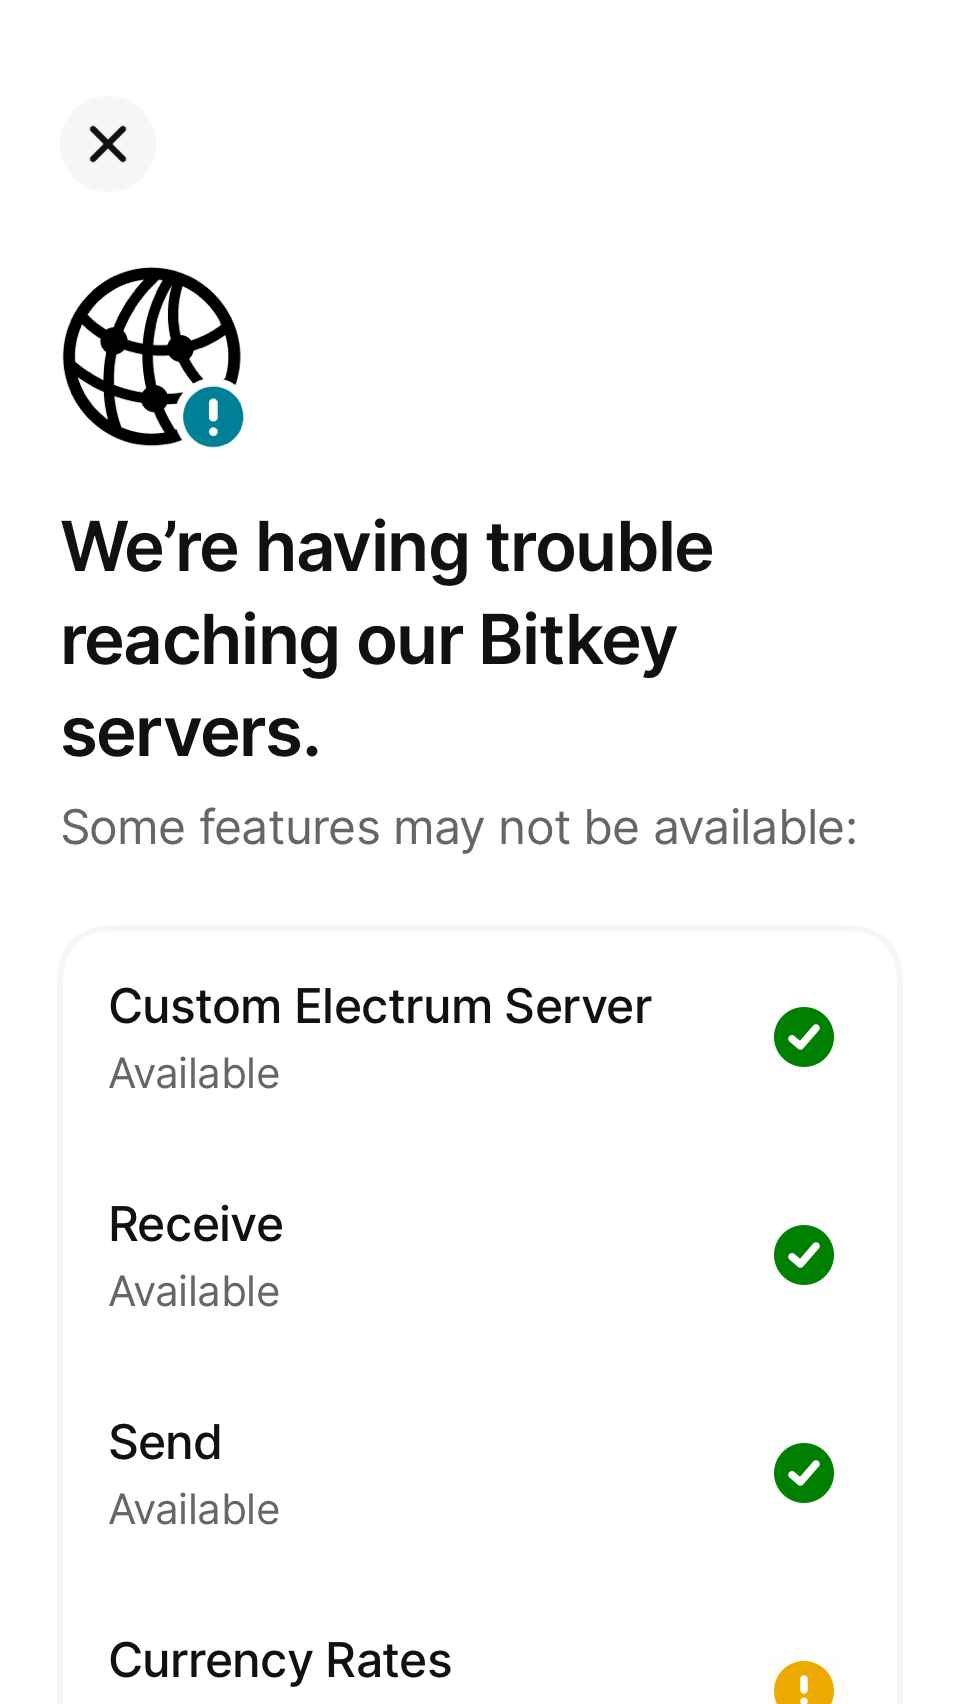 We’re having trouble
reaching our Bitkey
servers.
Some features may not be available:
Custom Electrum Server
Available
Receive
Available
Send
Available
Currency Rates